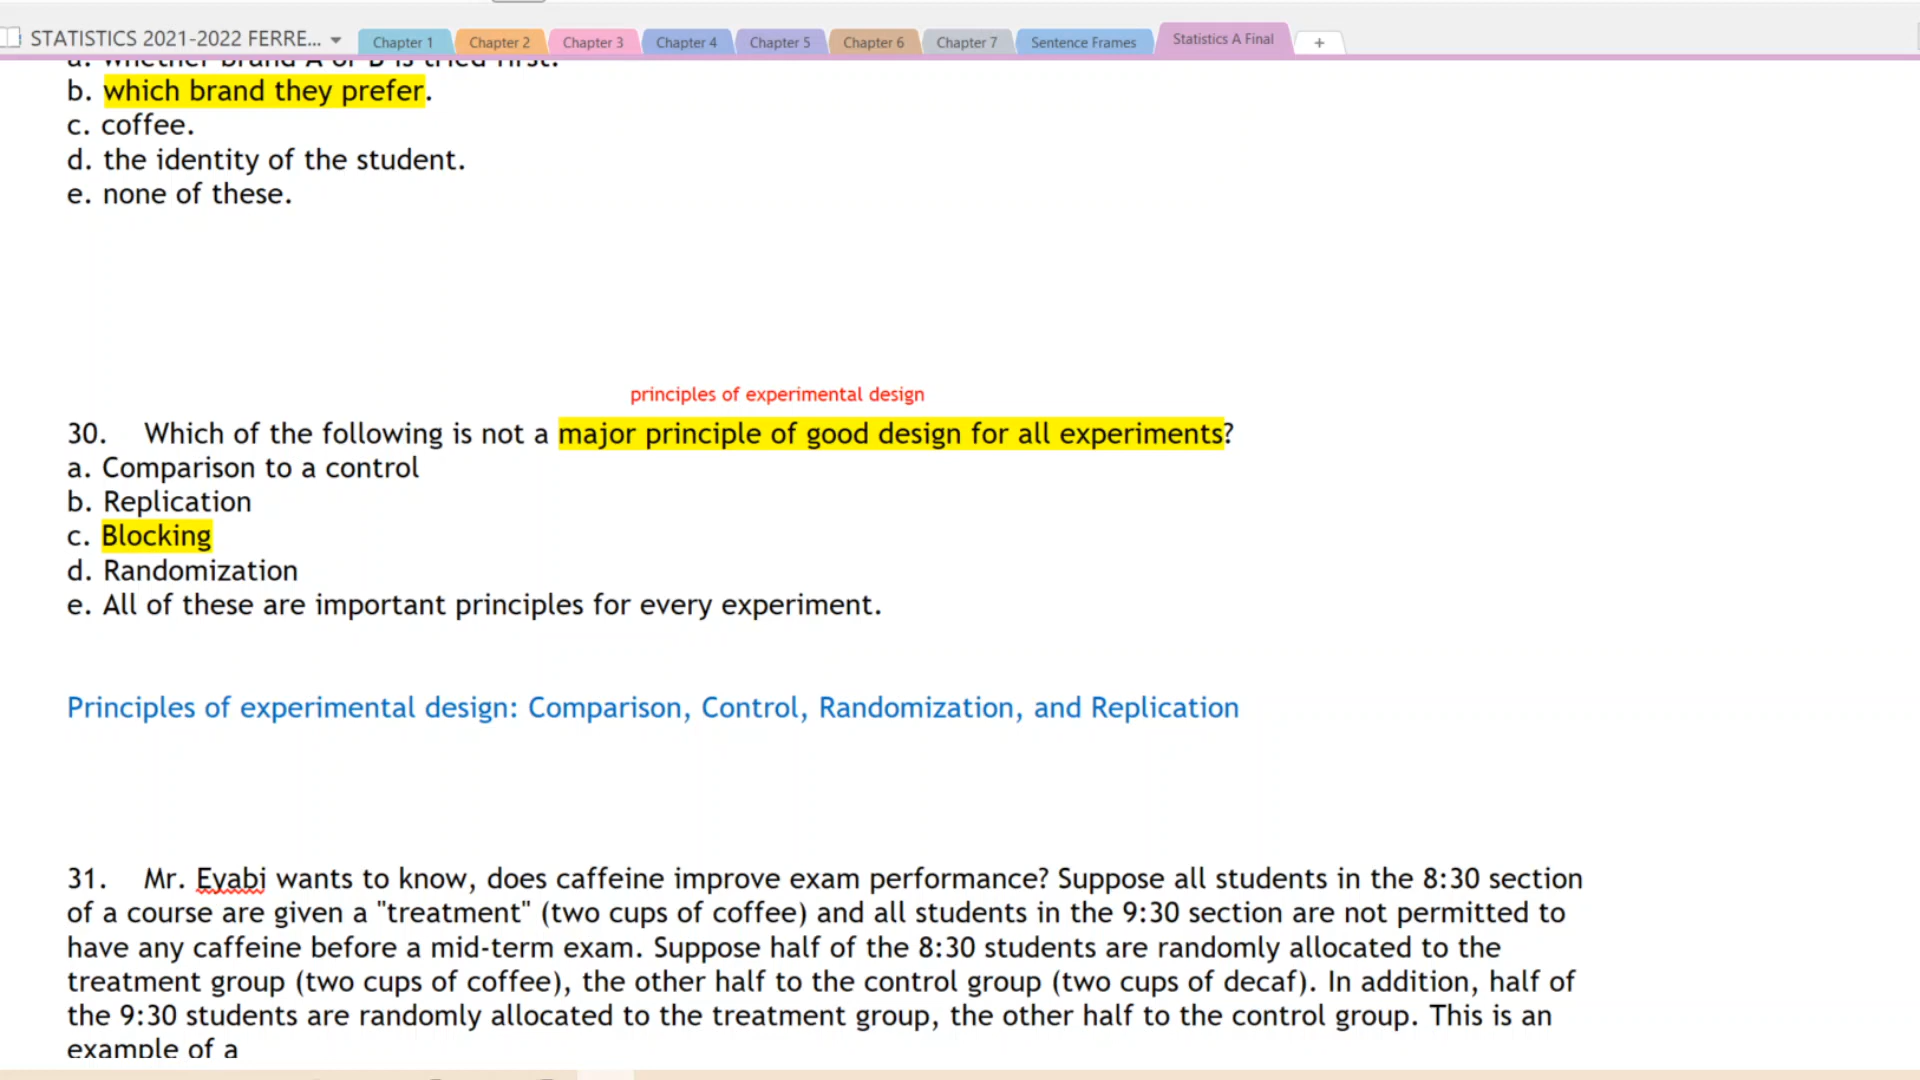 STATISTICS 2021-2022 FERRE...
Chapter 1
Chapter 2
Chapter 3
Chapter 4
Chapter 5
Chapter 6
Chapter 7
Sentence Frames
Statistics A Final
+
a. whether brand A or B is tried first.
b. which brand they prefer.
c. coffee.
d. the identity of the student.
e. none of these.
principles of experimental design
30. Which of the following is not a major principle of good design for all experiments?
a. Comparison to a control
b. Replication
c. Blocking
d. Randomization
e. All of these are important principles for every experiment.
Principles of experimental design: Comparison, Control, Randomization, and Replication
31. Mr. Eyabi wants to know, does caffeine improve exam performance? Suppose all students in the 8:30 section
of a course are given a "treatment" (two cups of coffee) and all students in the 9:30 section are not permitted to
have any caffeine before a mid-term exam. Suppose half of the 8:30 students are randomly allocated to the
treatment group (two cups of coffee), the other half to the control group (two cups of decaf). In addition, half of
the 9:30 students are randomly allocated to the treatment group, the other half to the control group. This is an
example of a